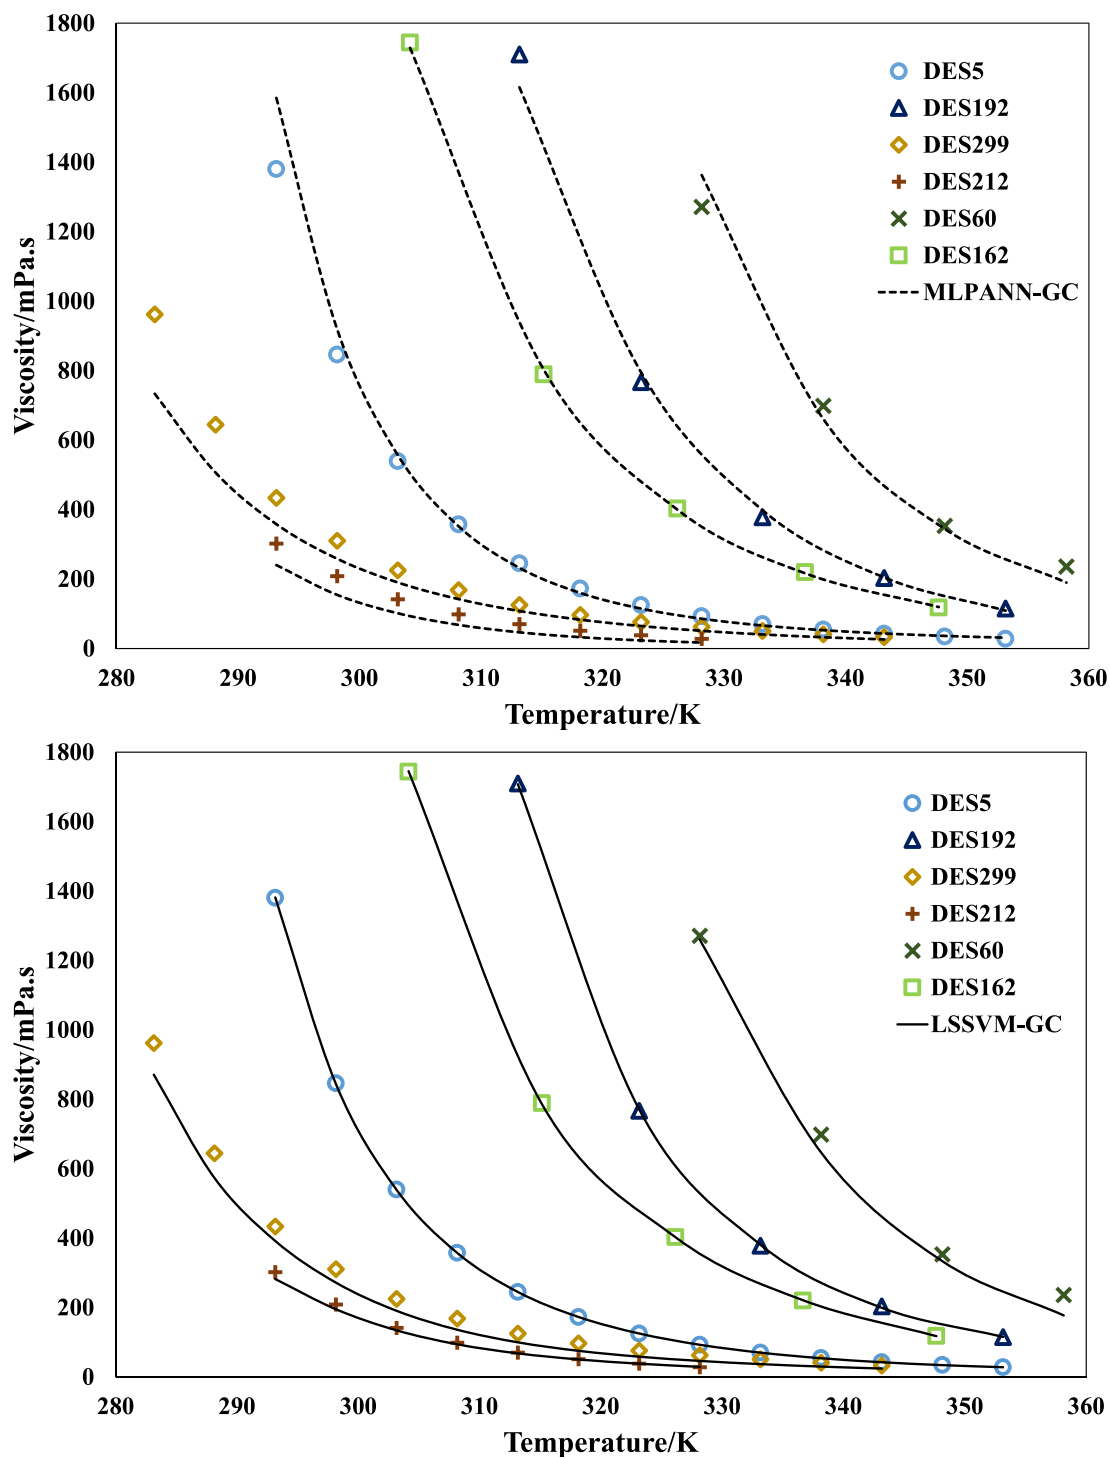 1800
1600
1400
1200
1000
800
600
400
200
0
Viscosity/mPa.s
280 290 300 310 320 330 340 350 360
Temperature/K
DES5
DES192
DES299
DES212
DES60
DES162
MLPANN-GC
1800
1600
1400
1200
1000
800
600
400
200
0
Viscosity/mPa.s
280 290 300 310 320 330 340 350 360
Temperature/K
DES5
DES192
DES299
DES212
DES60
DES162
LSSVM-GC